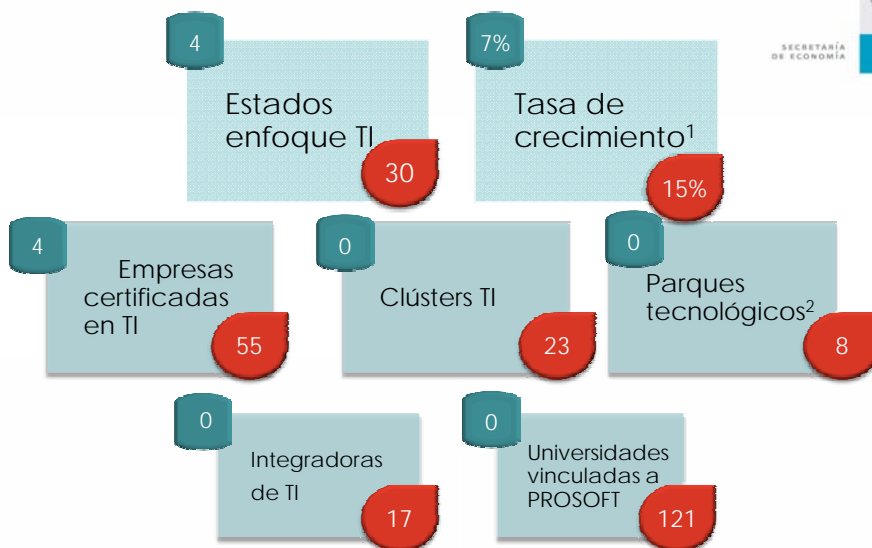 SECRETARÍA
DE ECONOMÍA
4
Estados
enfoque TI
30
7%
Tasa de
crecimiento¹
15%
4
Empresas
certificadas
en TI
55
0
Clústers TI
23
0
Parques
tecnológicos²
8
0
Integradoras
de TI
17
0
Universidades
vinculadas a
PROSOFT
121